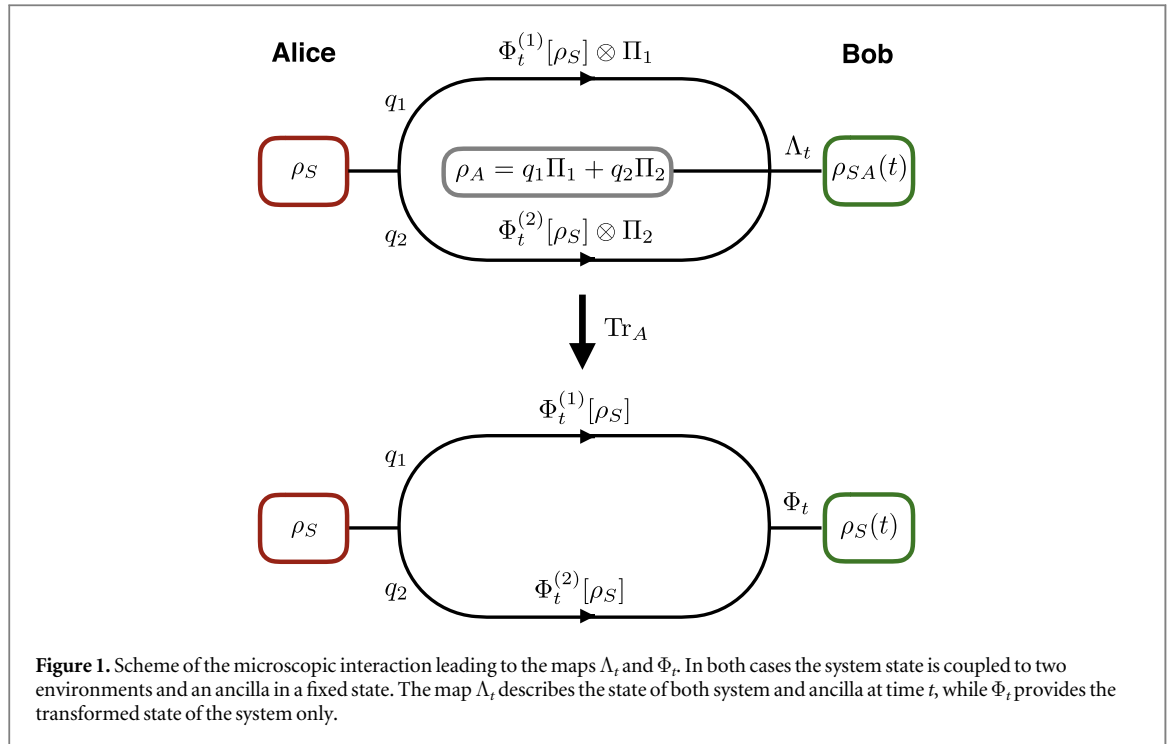 Alice
Φ_t^{(1)}[ρ_S] ⊗ Π_1
Bob
q_1
Λ_t
ρ_S
ρ_A = q_1Π_1 + q_2Π_2
ρ_{SA}(t)
q_2
Φ_t^{(2)}[ρ_S] ⊗ Π_2
Tr_A
Φ_t^{(1)}[ρ_S]
q_1
Φ_t
ρ_S
ρ_S(t)
q_2
Φ_t^{(2)}[ρ_S]
Figure 1. Scheme of the microscopic interaction leading to the maps Λ_t and Φ_t. In both cases the system state is coupled to two
environments and an ancilla in a fixed state. The map Λ_t describes the state of both system and ancilla at time t, while Φ_t provides the
transformed state of the system only.